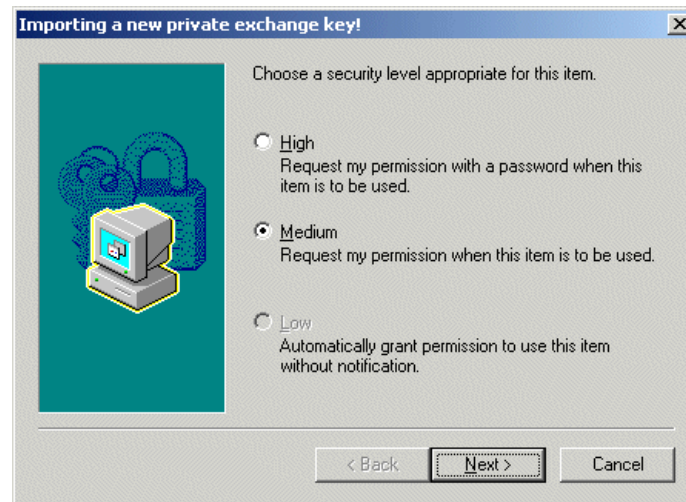 Importing a new private exchange key!
Choose a security level appropriate for this item.
High
Request my permission with a password when this
item is to be used.
Medium
Request my permission when this item is to be used.
Low
Automatically grant permission to use this item
without notification.
< Back Next > Cancel